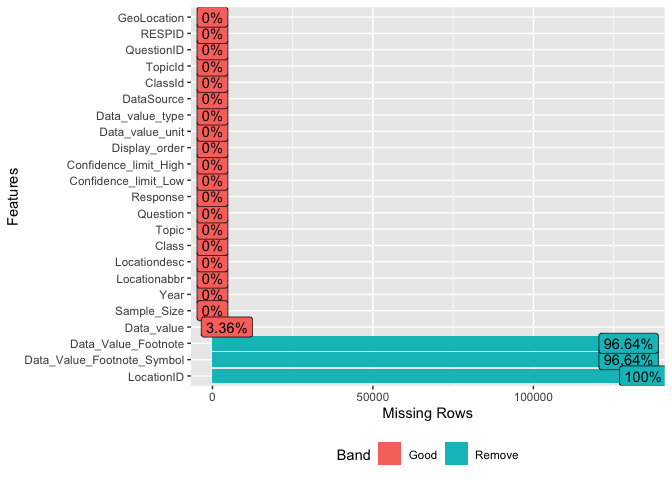 GeoLocation 0%
RESPID 0%
QuestionID 0%
TopicId 0%
ClassId 0%
DataSource 0%
Data_value_type 0%
Data_value_unit 0%
Display_order 0%
Confidence_limit_High 0%
Confidence_limit_Low 0%
Response 0%
Question 0%
Topic 0%
Class 0%
Locationdesc 0%
Locationabbr 0%
Year 0%
Sample_Size 0%
Data_value 3.36%
Data_Value_Footnote 96.64%
Data_Value_Footnote_Symbol 96.64%
LocationID 100%
Features
0 50000 100000
Missing Rows
Band Good Remove